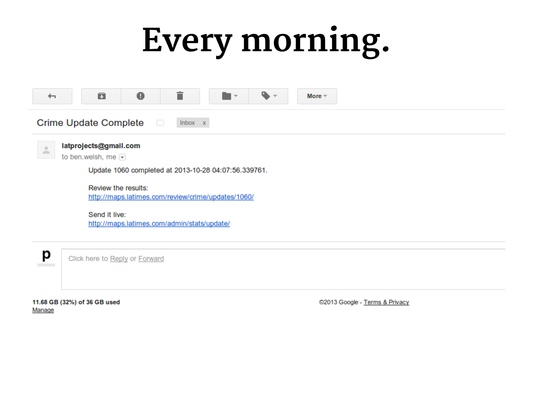 Every morning.
More
Crime Update Complete
Inbox x
latprojects@gmail.com
to ben.welsh, me
Update 1060 completed at 2013-10-28 04:07:56.339761.
Review the results:
http://maps.latimes.com/review/crime/updates/1060/
Send it live:
http://maps.latimes.com/admin/stats/update/
p
Click here to Reply or Forward
11.68 GB (32%) of 36 GB used
Manage
©2013 Google - Terms & Privacy